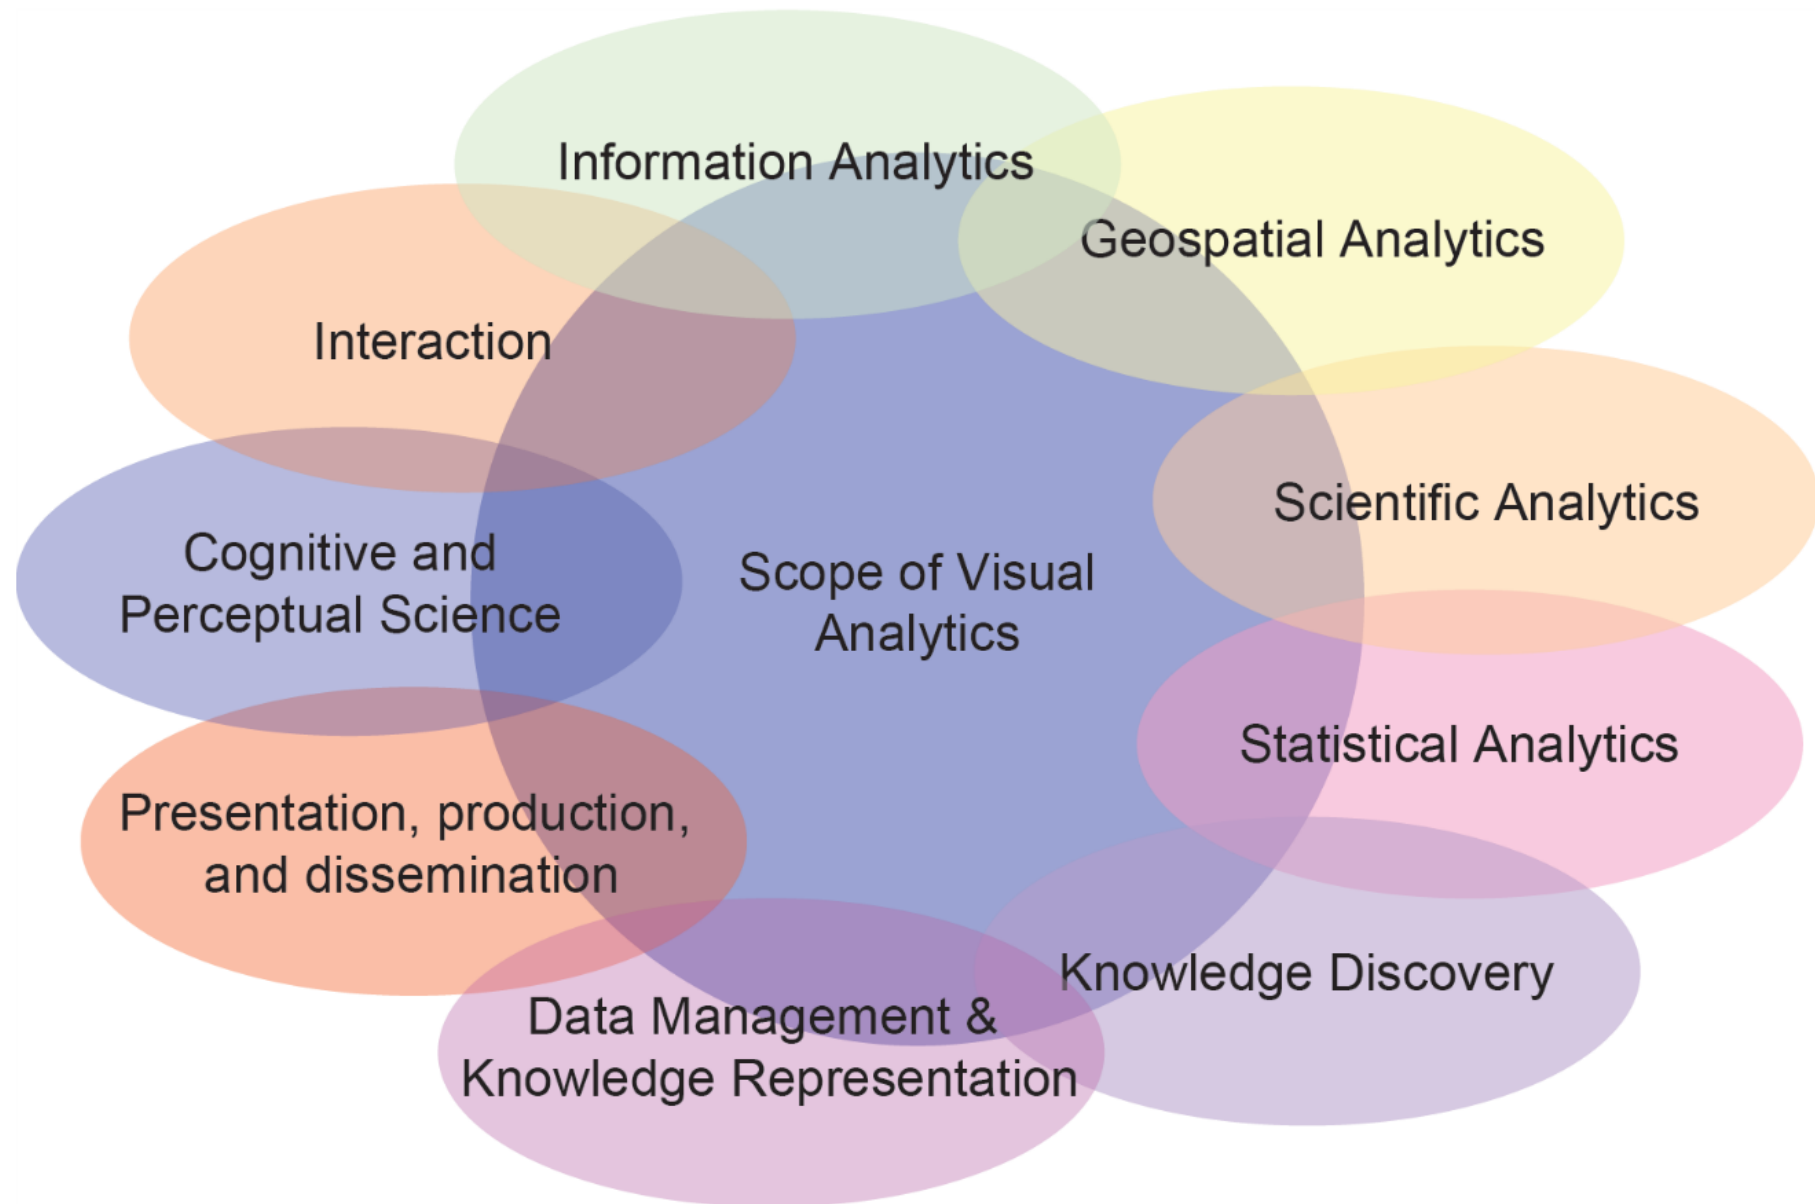 Information Analytics
Geospatial Analytics
Interaction
Scientific Analytics
Cognitive and
Perceptual Science
Scope of Visual
Analytics
Statistical Analytics
Presentation, production,
and dissemination
Knowledge Discovery
Data Management &
Knowledge Representation